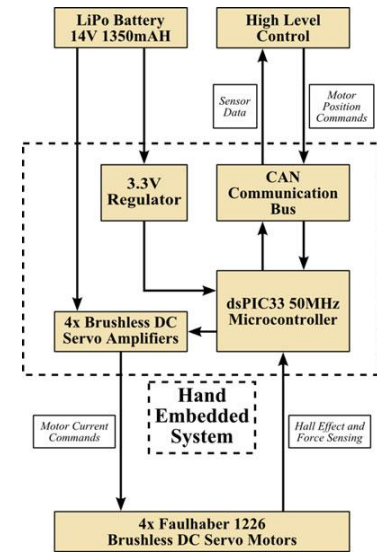 LiPo Battery
14V 1350mAH
High Level
Control
Sensor
Data
Motor
Position
Commands
3.3V
Regulator
CAN
Communication
Bus
dsPIC33 50MHz
Microcontroller
4x Brushless DC
Servo Amplifiers
Hand
Embedded
System
Motor Current
Commands
Hall Effect and
Force Sensing
4x Faulhaber 1226
Brushless DC Servo Motors